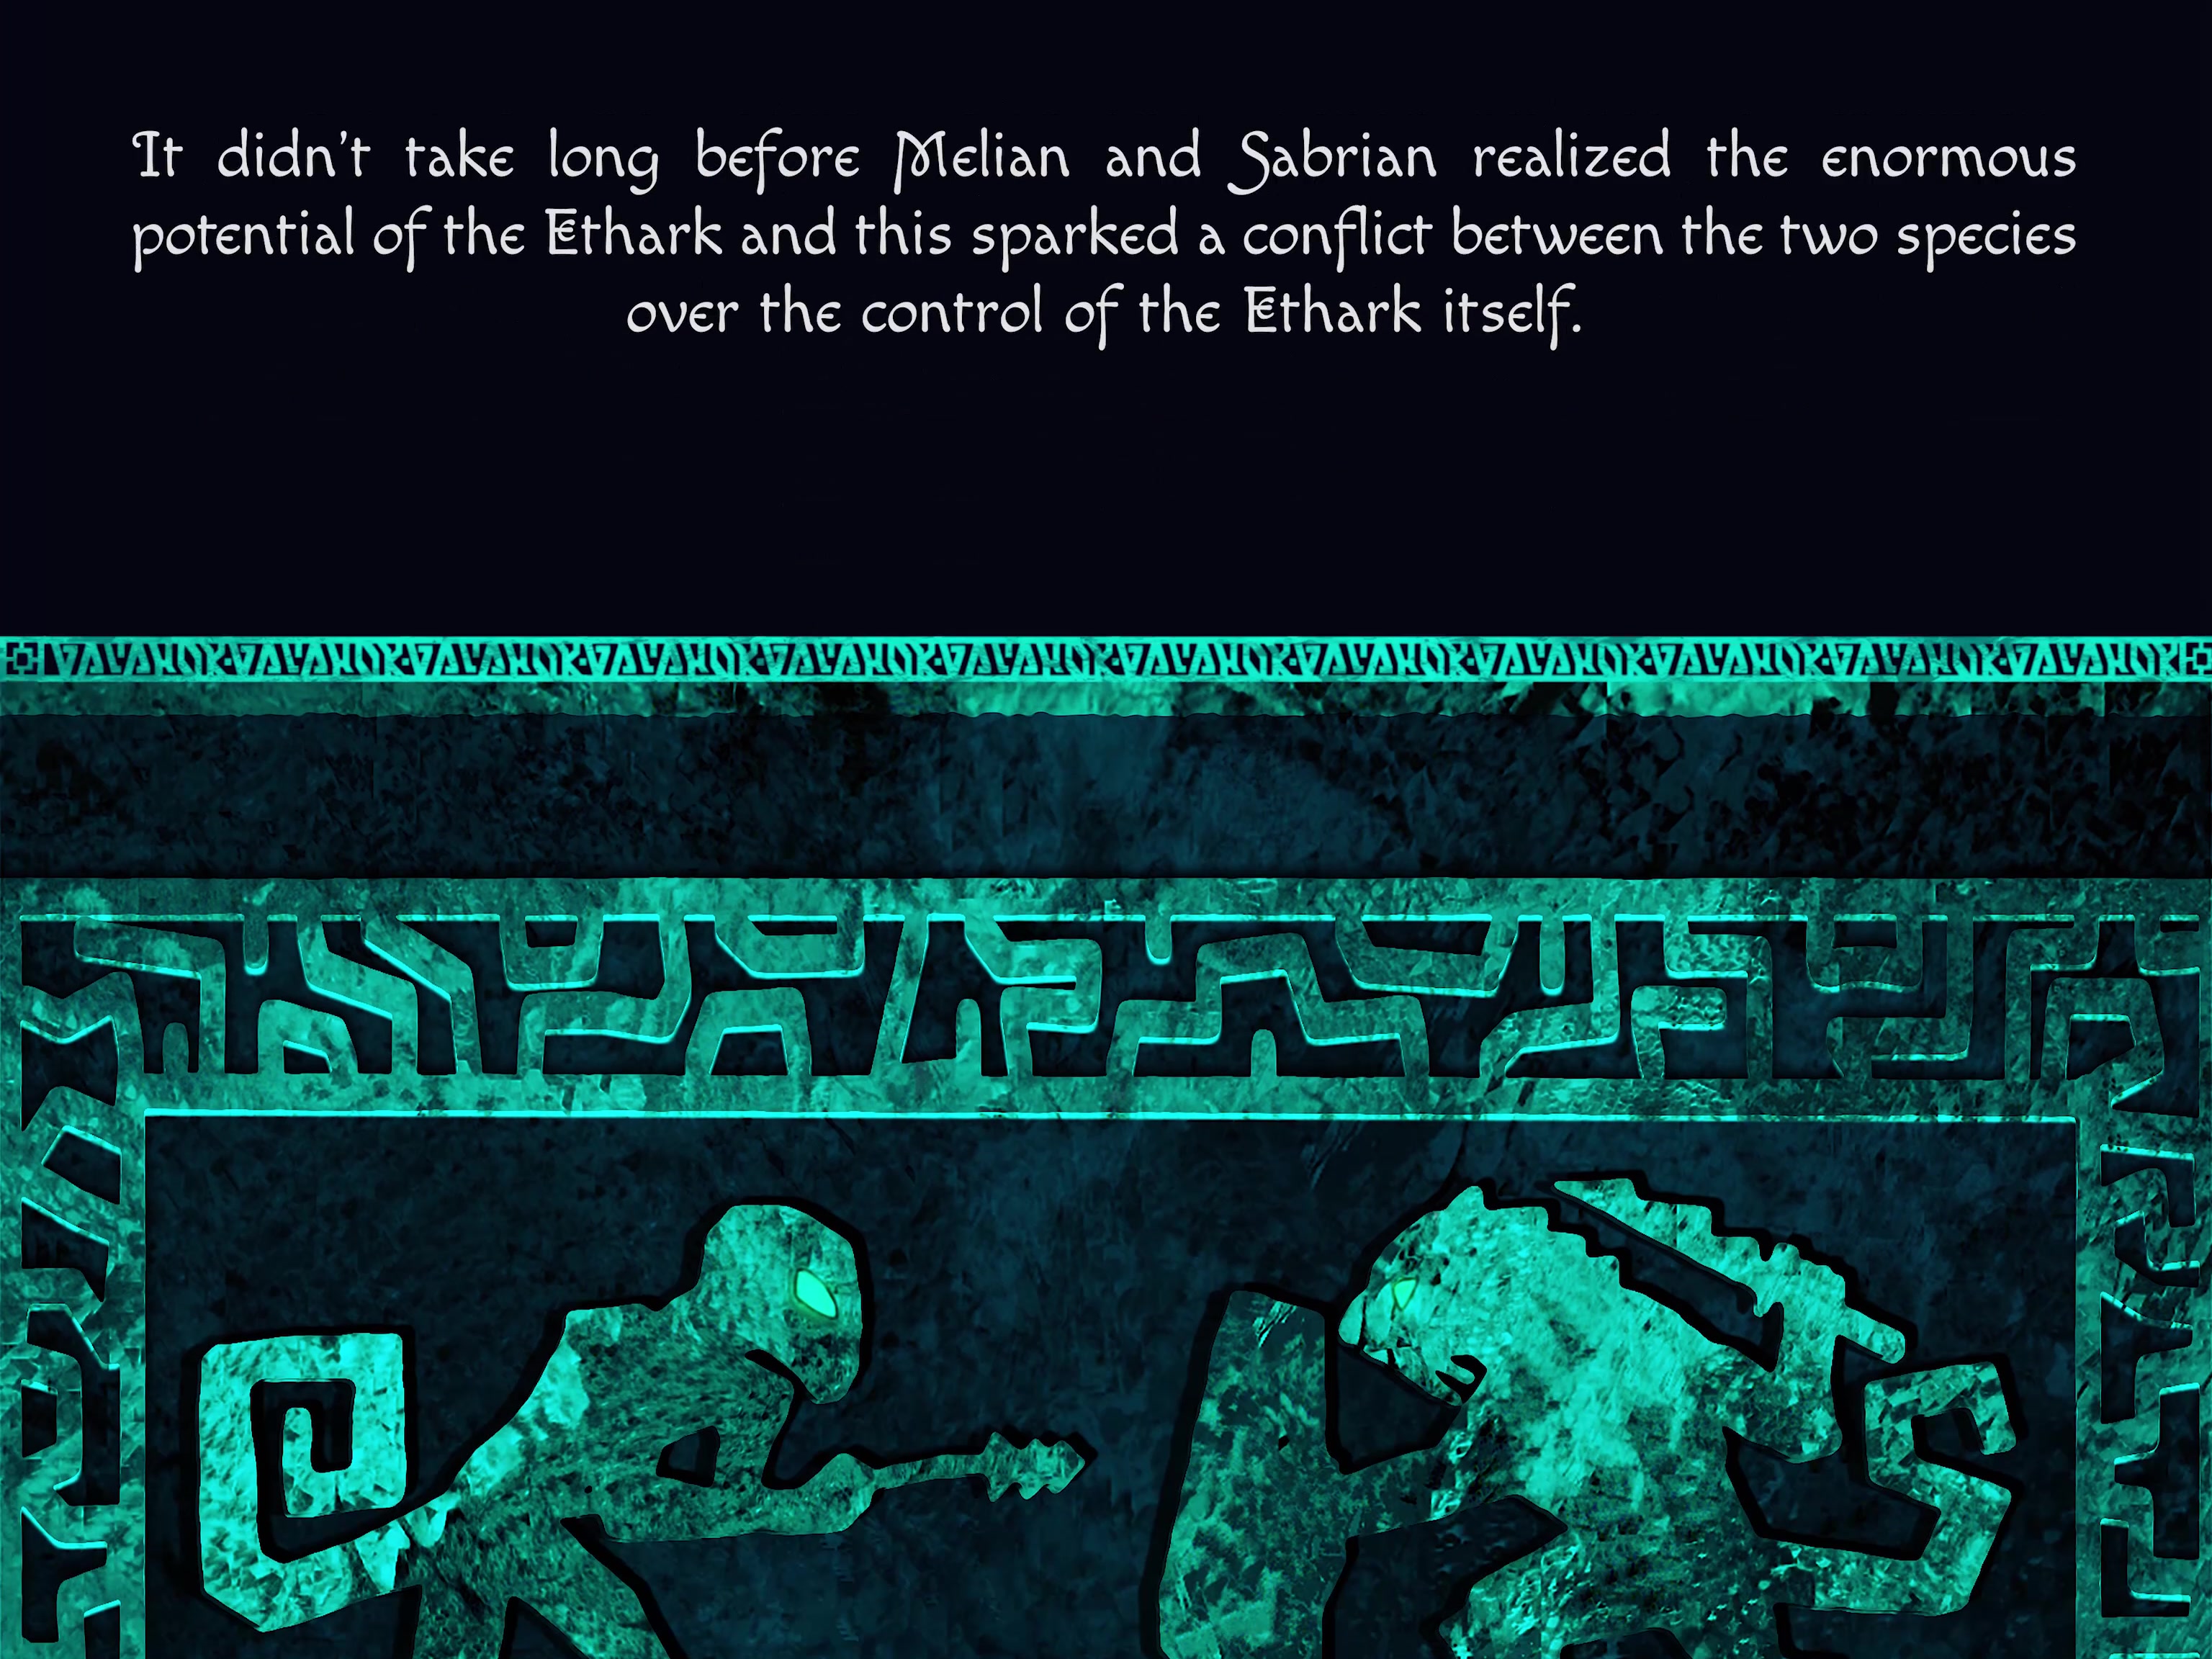 It didn't take long before Melian and Sabrian realized the enormous
potential of the Ethark and this sparked a conflict between the two species
over the control of the Ethark itself.